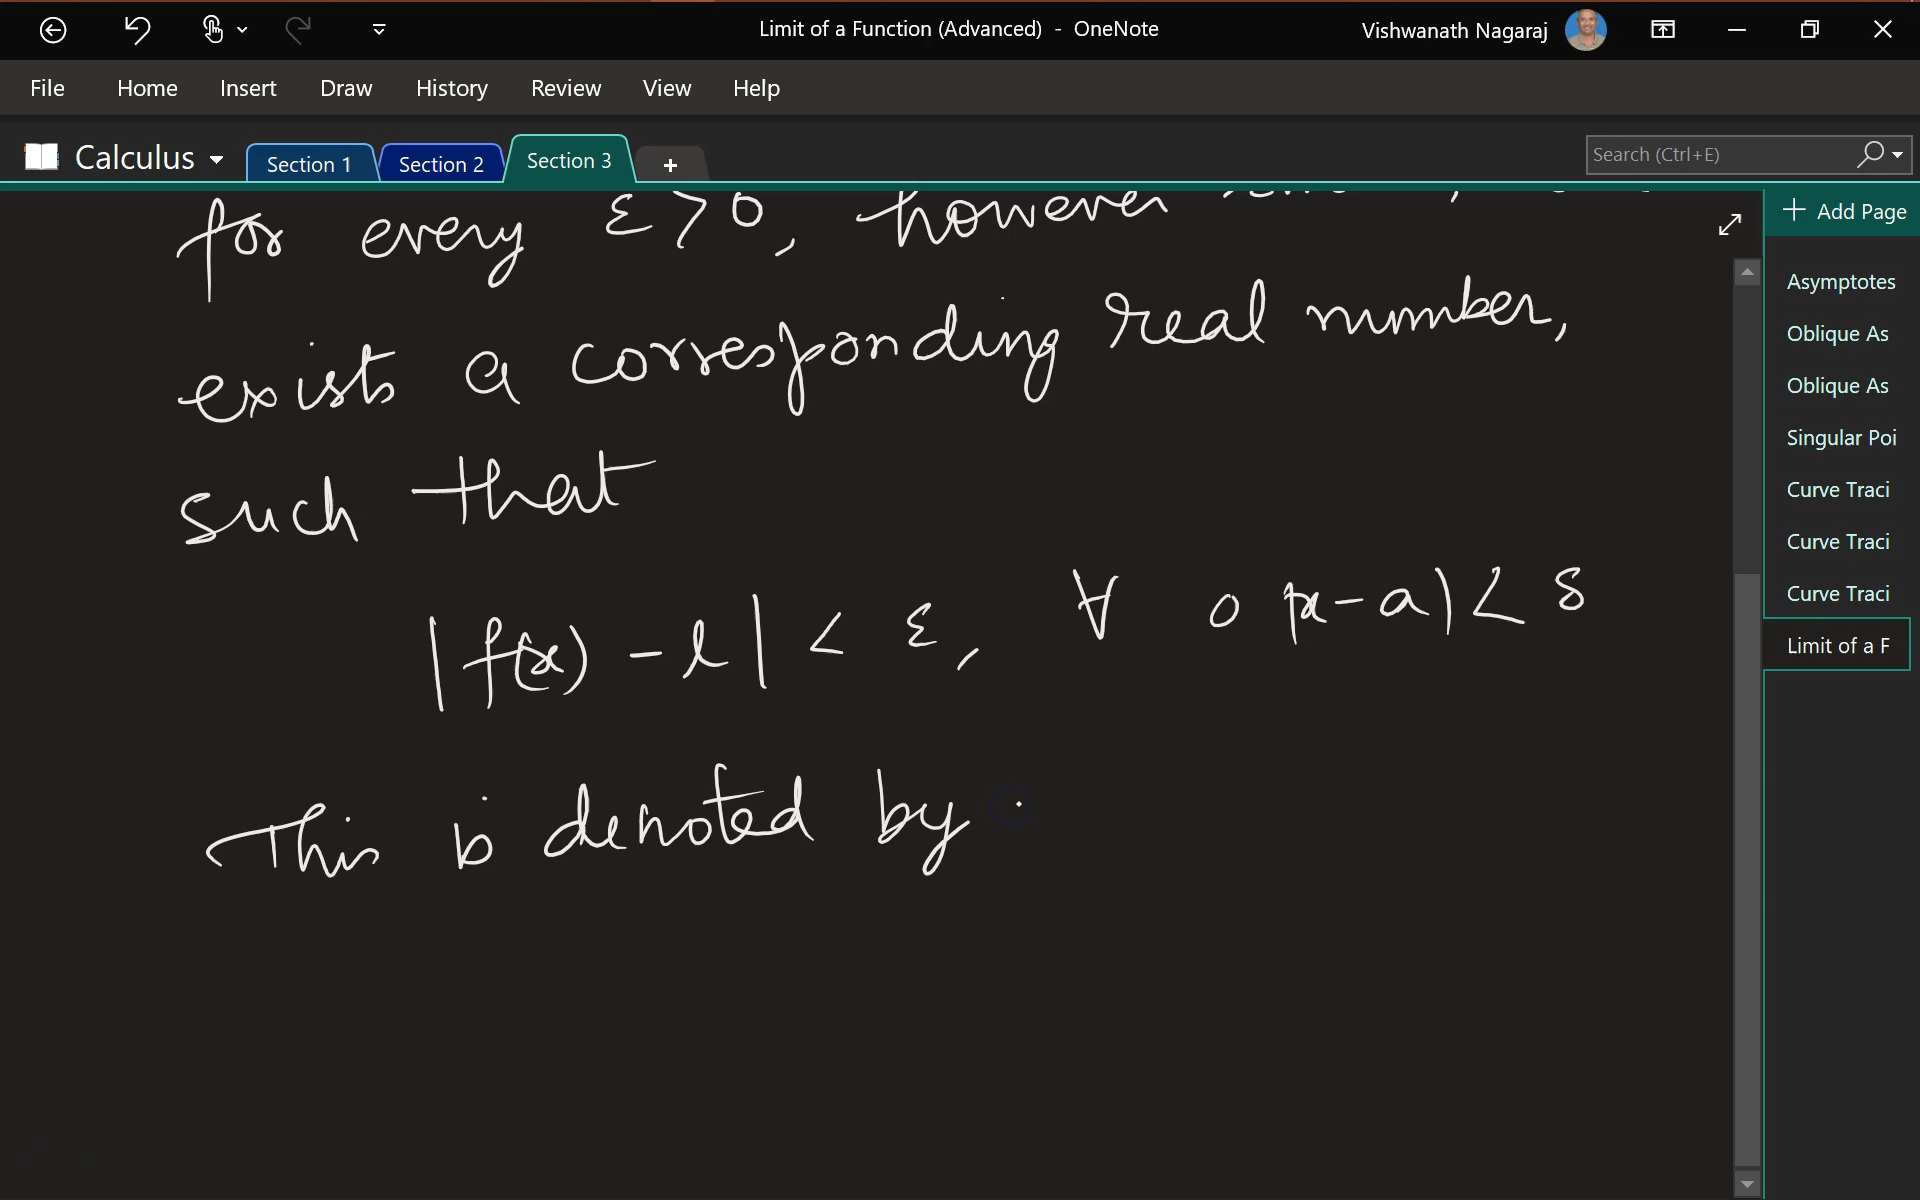 Limit of a Function (Advanced) - OneNote
Vishwanath Nagaraj
File Home Insert Draw History Review View Help
Calculus Section 1 Section 2 Section 3 +
Search (Ctrl+E)
+ Add Page
Asymptotes
Oblique As
Oblique As
Singular Poi
Curve Traci
Curve Traci
Curve Traci
Limit of a F
for every ε > 0, however
exists a corresponding real number,
such that
|f(x) - l| < ε, ∀ 0 |x - a| < δ
This is denoted by